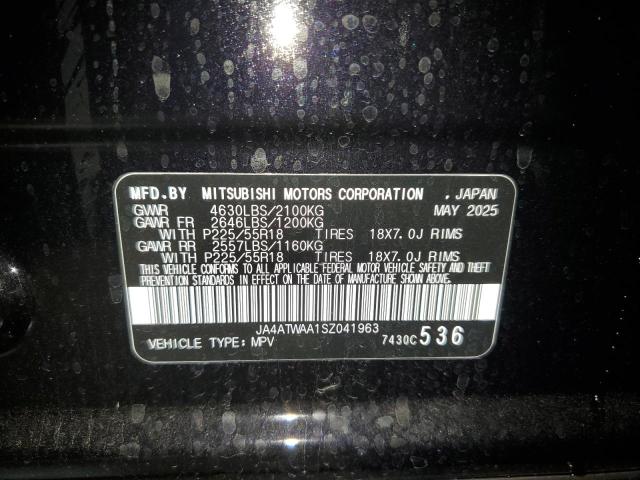 MFD.BY MITSUBISHI MOTORS CORPORATION , JAPAN
GVWR 4630LBS/2100KG MAY 2025
GAWR FR 2646LBS/1200KG
WITH P225/55R18 TIRES 18X7.0J RIMS
GAWR RR 2557LBS/1160KG
WITH P225/55R18 TIRES 18X7.0J RIMS
THIS VEHICLE CONFORMS TO ALL APPLICABLE FEDERAL MOTOR VEHICLE SAFETY AND THEFT
PREVENTION STANDARDS IN EFFECT ON THE DATE OF MANUFACTURE SHOWN ABOVE.
JA4ATWAA1SZ041963
VEHICLE TYPE: MPV 7430C 536